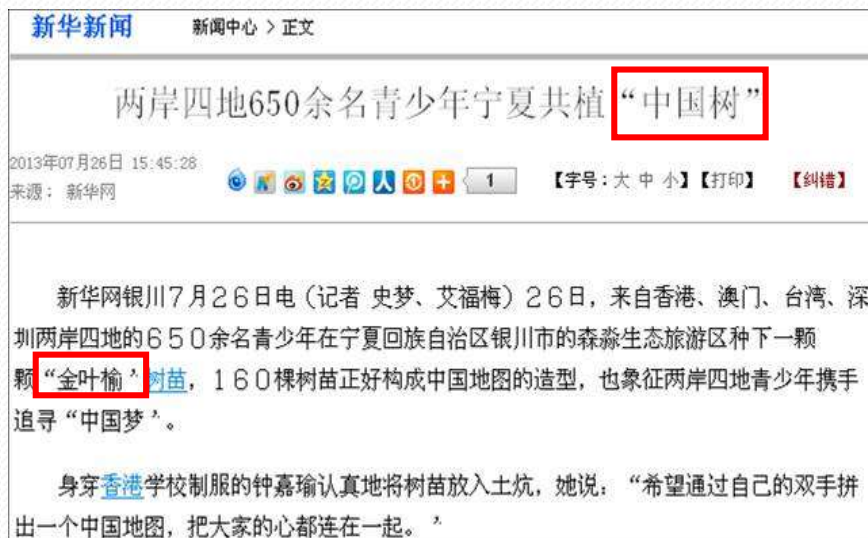 新华新闻 新闻中心 > 正文
两岸四地650余名青少年宁夏共植“中国树”
2013年07月26日 15:45:28
来源： 新华网
1 【字号：大 中 小】【打印】 【纠错】
新华网银川７月２６日电（记者 史梦、艾福梅）２６日，来自香港、澳门、台湾、深
圳两岸四地的６５０余名青少年在宁夏回族自治区银川市的森淼生态旅游区种下一颗
颗“金叶榆”树苗，１６０棵树苗正好构成中国地图的造型，也象征两岸四地青少年携手
追寻“中国梦”。
身穿香港学校制服的钟嘉瑜认真地将树苗放入土炕，她说：“希望通过自己的双手拼
出一个中国地图，把大家的心都连在一起。”